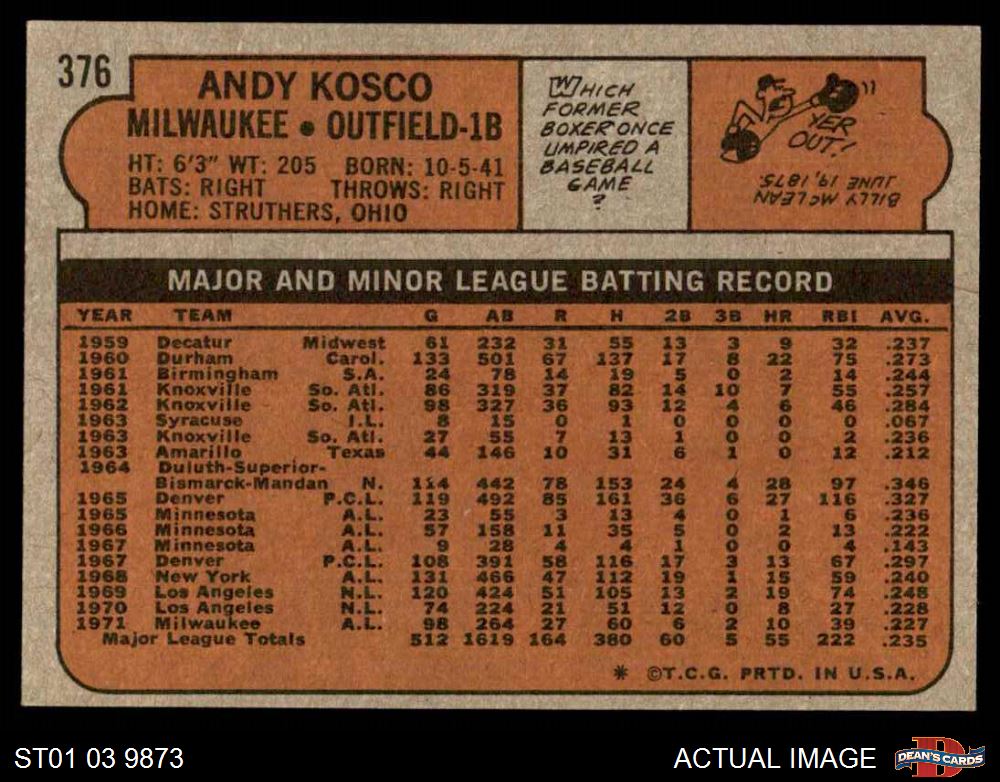 376
ANDY KOSCO
MILWAUKEE • OUTFIELD-1B
HT: 6'3" WT: 205 BORN: 10-5-41
BATS: RIGHT THROWS: RIGHT
HOME: STRUTHERS, OHIO
WHICH
FORMER
BOXER ONCE
UMPIRED A
BASEBALL
GAME
?
YER
OUT!
BILLY MCLEAN
JUNE 19, 1875
MAJOR AND MINOR LEAGUE BATTING RECORD
YEAR TEAM G AB R H 2B 3B HR RBI AVG.
1959 Decatur Midwest 61 232 31 55 13 3 9 32 .237
1960 Durham Carol. 133 501 67 137 17 8 22 75 .273
1961 Birmingham S.A. 24 78 14 19 5 0 2 14 .244
1961 Knoxville So. Atl. 86 319 37 82 14 10 7 55 .257
1962 Knoxville So. Atl. 98 327 36 93 12 4 6 46 .284
1963 Syracuse I.L. 8 15 0 1 0 0 0 0 .067
1963 Knoxville So. Atl. 27 55 7 13 1 0 0 2 .236
1963 Amarillo Texas 44 146 10 31 6 1 0 12 .212
1964 Duluth-Superior-
Bismarck-Mandan N. 114 442 78 153 24 4 28 97 .346
1965 Denver P.C.L. 119 492 85 161 36 6 27 116 .327
1965 Minnesota A.L. 23 55 3 13 4 0 1 6 .236
1966 Minnesota A.L. 57 158 11 35 5 0 2 13 .222
1967 Minnesota A.L. 9 28 4 4 1 0 0 4 .143
1967 Denver P.C.L. 108 391 58 116 17 3 13 67 .297
1968 New York A.L. 131 466 47 112 19 1 15 59 .240
1969 Los Angeles N.L. 120 424 51 105 13 2 19 74 .248
1970 Los Angeles N.L. 74 224 21 51 12 0 8 27 .228
1971 Milwaukee A.L. 98 264 27 60 6 2 10 39 .227
Major League Totals 512 1619 164 380 60 5 55 222 .235
* ©T.C.G. PRTD. IN U.S.A.
ST01 03 9873
ACTUAL IMAGE
D
DEAN'S CARDS